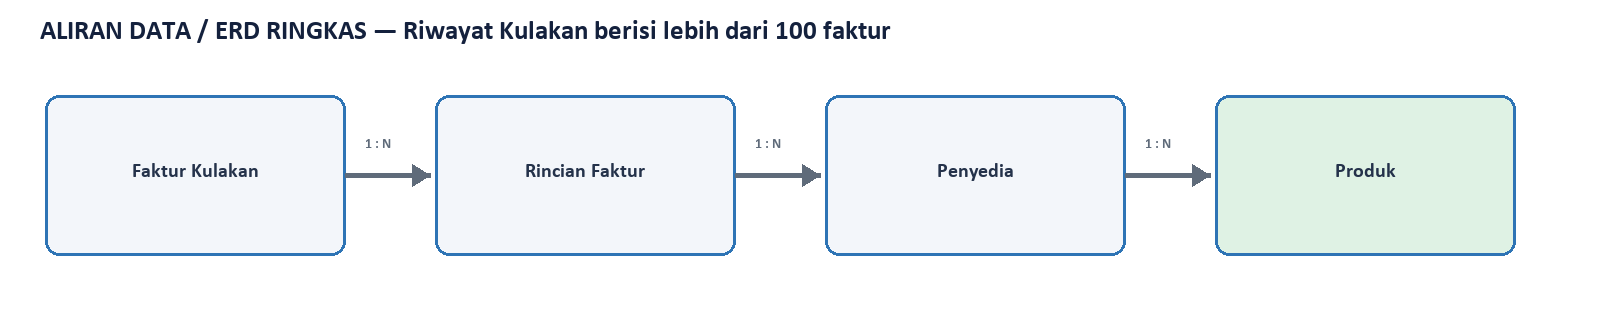 ALIRAN DATA / ERD RINGKAS — Riwayat Kulakan berisi lebih dari 100 faktur
Faktur Kulakan
1 : N
Rincian Faktur
1 : N
Penyedia
1 : N
Produk